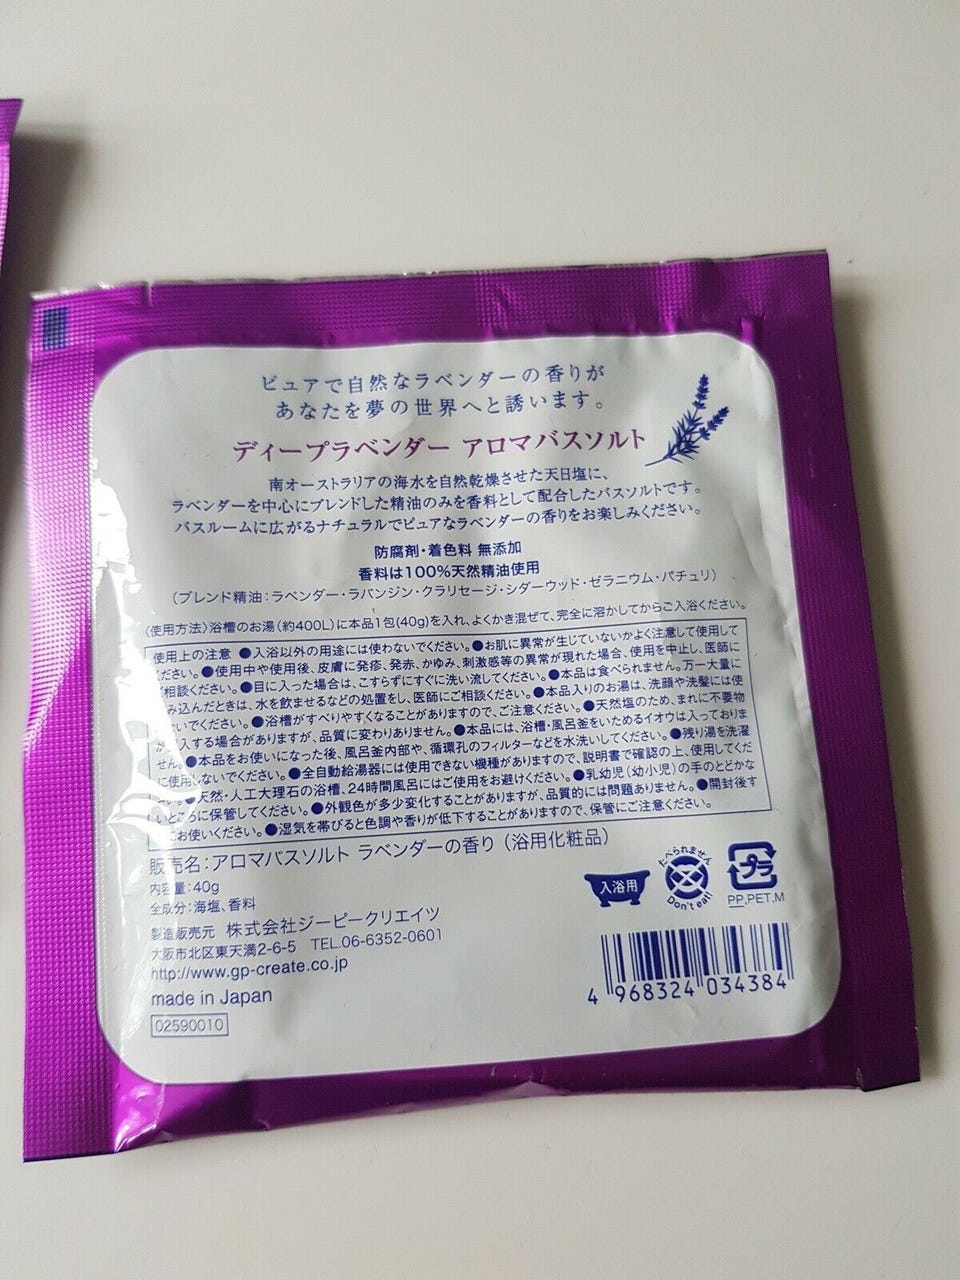 ピュアで自然なラベンダーの香りが
あなたを夢の世界へと誘います。
ディープラベンダー アロマバスソルト
南オーストラリアの海水を自然乾燥させた天日塩に、
ラベンダーを中心にブレンドした精油のみを香料として配合したバスソルトです。
バスルームに広がるナチュラルでピュアなラベンダーの香りをお楽しみください。
防腐剤・着色料 無添加
香料は100%天然精油使用
(ブレンド精油:ラベンダー・ラバンジン・クラリセージ・シダーウッド・ゼラニウム・パチュリ)
〈使用方法〉浴槽のお湯(約400L)に本品1包(40g)を入れ、よくかき混ぜて、完全に溶かしてからご入浴ください。
使用上の注意 ●入浴以外の用途には使わないでください。●お肌に異常が生じていないかよく注意して使用して
ください。●使用中や使用後、皮膚に発疹、発赤、かゆみ、刺激感等の異常が現れた場合、使用を中止し、医師に
ご相談ください。●目に入った場合は、こすらずにすぐに洗い流してください。●本品は食べられません。万一大量に
み込んだときは、水を飲ませるなどの処置をし、医師にご相談ください。●本品入りのお湯は、洗顔や洗髪には使
ないでください。●浴槽がすべりやすくなることがありますので、ご注意ください。●天然塩のため、まれに不要物
入する場合がありますが、品質に変わりありません。●本品には、浴槽・風呂釜をいためるイオウは入っておりま
せん。●本品をお使いになった後、風呂釜内部や、循環孔のフィルターなどを水洗いしてください。●残り湯を洗濯
に使用しないでください。●全自動給湯器には使用できない機種がありますので、説明書で確認の上、使用してくだ
●天然・人工大理石の浴槽、24時間風呂にはご使用をお避けください。●乳幼児(幼小児)の手のとどかな
いところに保管してください。●外観色が多少変化することがありますが、品質的には問題ありません。●開封後す
にお使いください。●湿気を帯びると色調や香りが低下することがありますので、保管にご注意ください。
販売名:アロマバスソルト ラベンダーの香り (浴用化粧品)
内容量:40g
全成分:海塩、香料
製造販売元 株式会社ジーピークリエイツ
大阪市北区東天満2-6-5 TEL.06-6352-0601
http://www.gp-create.co.jp
made in Japan
02590010
入浴用
たべられません
Don't eat!
プラ
PP,PET,M
4 968324 034384